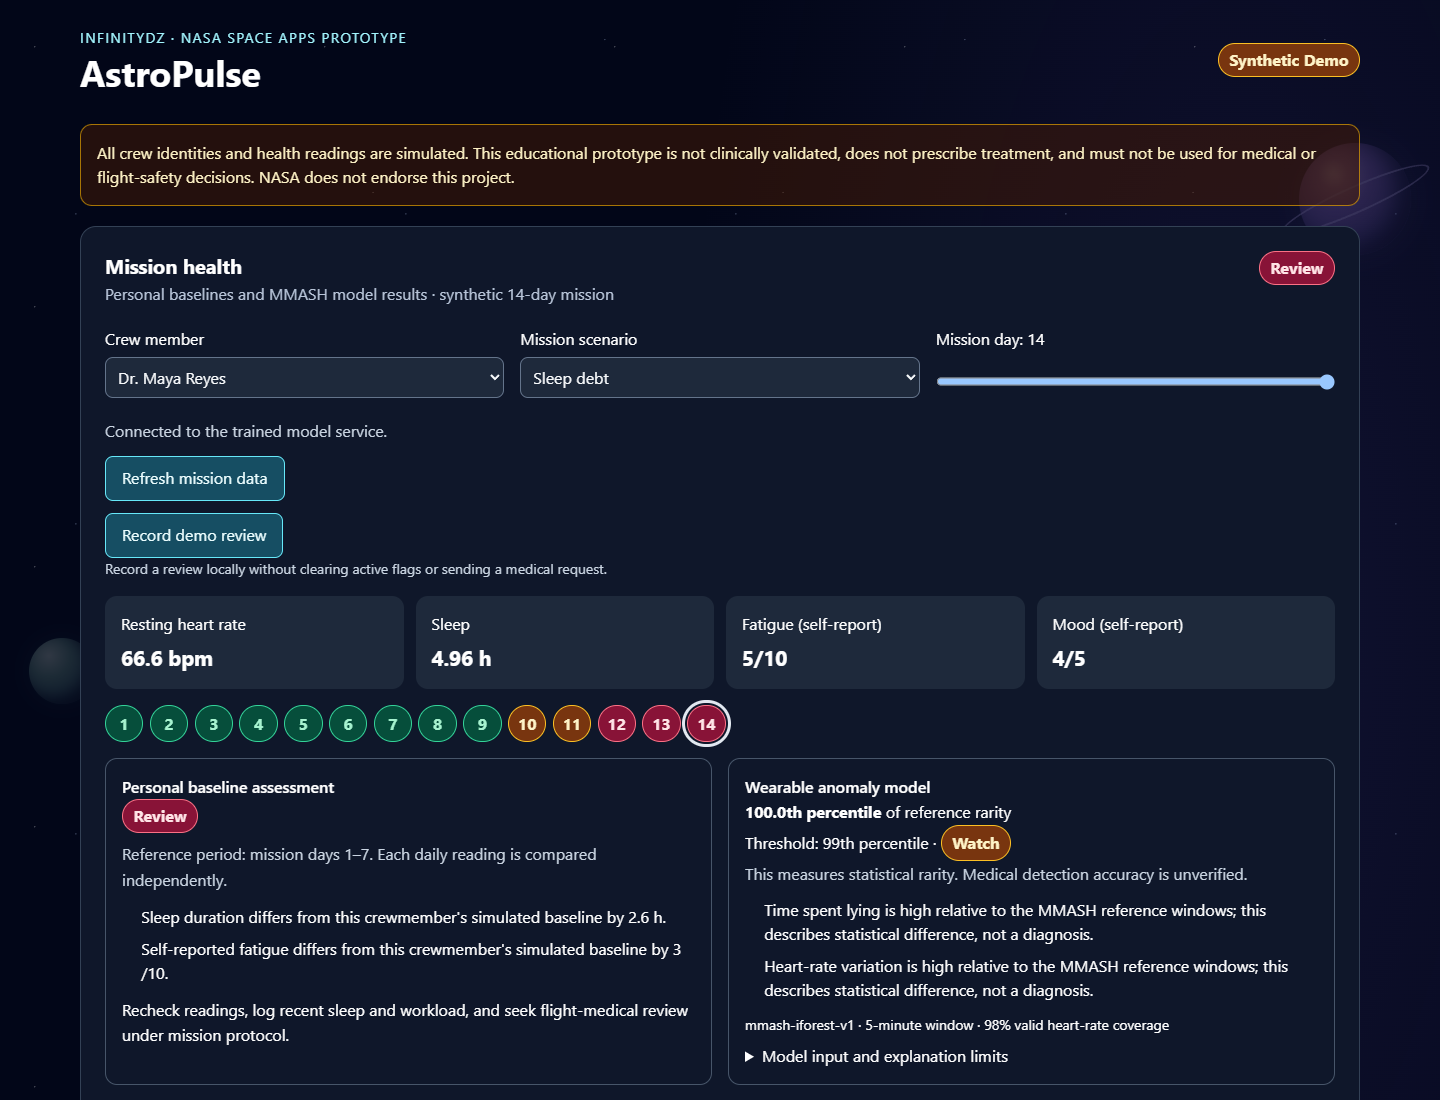 INFINITYDZ · NASA SPACE APPS PROTOTYPE
AstroPulse
Synthetic Demo
All crew identities and health readings are simulated. This educational prototype is not clinically validated, does not prescribe treatment, and must not be used for medical or
flight-safety decisions. NASA does not endorse this project.
Mission health
Review
Personal baselines and MMASH model results · synthetic 14-day mission
Crew member
Mission scenario
Mission day: 14
Dr. Maya Reyes
Sleep debt
Connected to the trained model service.
Refresh mission data
Record demo review
Record a review locally without clearing active flags or sending a medical request.
Resting heart rate
66.6 bpm
Sleep
4.96 h
Fatigue (self-report)
5/10
Mood (self-report)
4/5
1 2 3 4 5 6 7 8 9 10 11 12 13 14
Personal baseline assessment
Review
Reference period: mission days 1–7. Each daily reading is compared
independently.
Sleep duration differs from this crewmember's simulated baseline by 2.6 h.
Self-reported fatigue differs from this crewmember's simulated baseline by 3
/10.
Recheck readings, log recent sleep and workload, and seek flight-medical review
under mission protocol.
Wearable anomaly model
100.0th percentile of reference rarity
Threshold: 99th percentile · Watch
This measures statistical rarity. Medical detection accuracy is unverified.
Time spent lying is high relative to the MMASH reference windows; this
describes statistical difference, not a diagnosis.
Heart-rate variation is high relative to the MMASH reference windows; this
describes statistical difference, not a diagnosis.
mmash-iforest-v1 · 5-minute window · 98% valid heart-rate coverage
▶ Model input and explanation limits